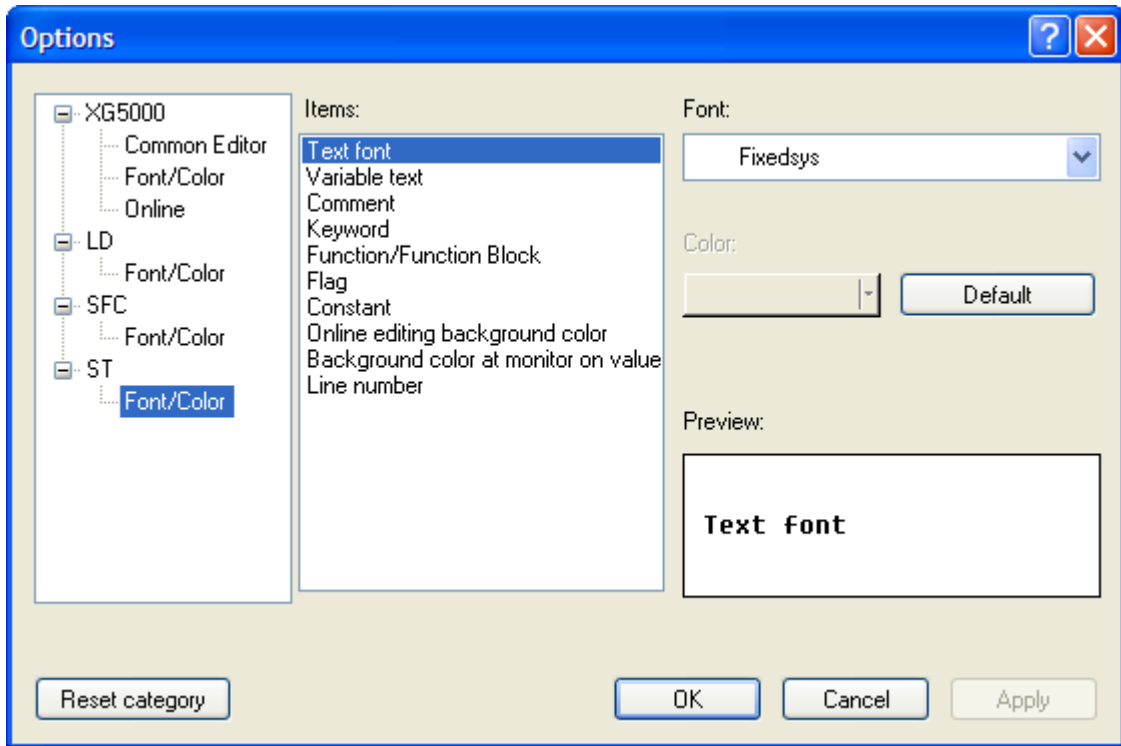 Options
XG5000
Common Editor
Font/Color
Online
LD
Font/Color
SFC
Font/Color
ST
Font/Color
Items:
Text font
Variable text
Comment
Keyword
Function/Function Block
Flag
Constant
Online editing background color
Background color at monitor on value
Line number
Font:
Fixedsys
Color:
Default
Preview:
Text font
Reset category
OK
Cancel
Apply